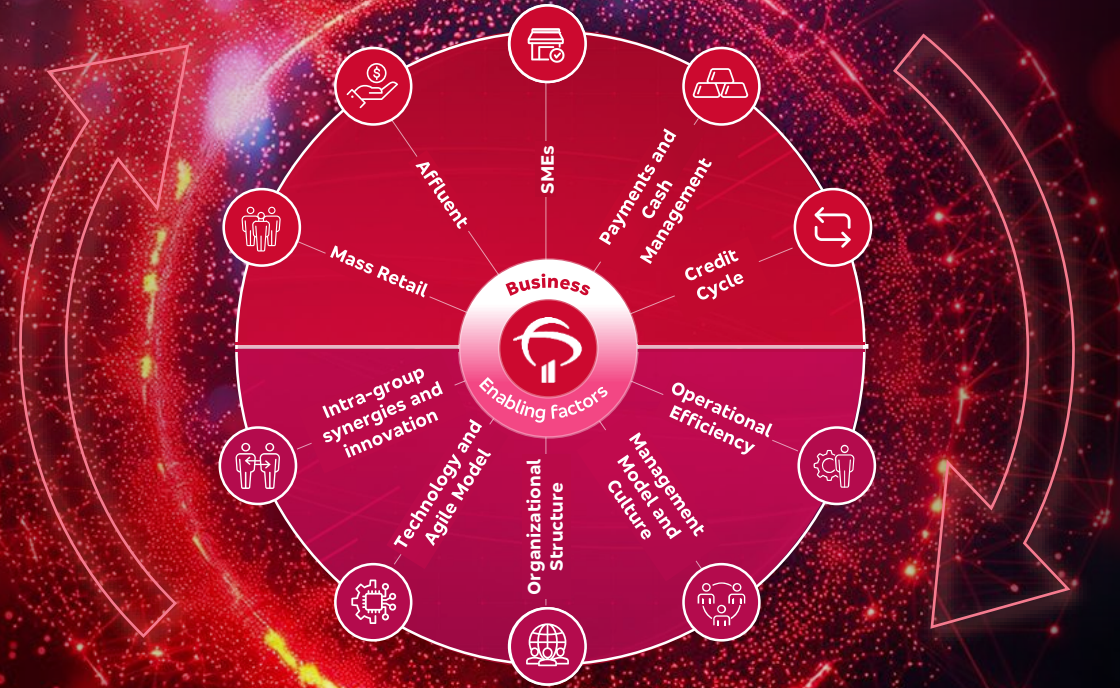 SMEs
Affluent
Payments and
Cash
Management
Mass Retail
Credit
Cycle
Business
Enabling factors
Intra-group
synergies and
innovation
Operational
Efficiency
Technology and
Agile Model
Management
Model and
Culture
Organizational
Structure